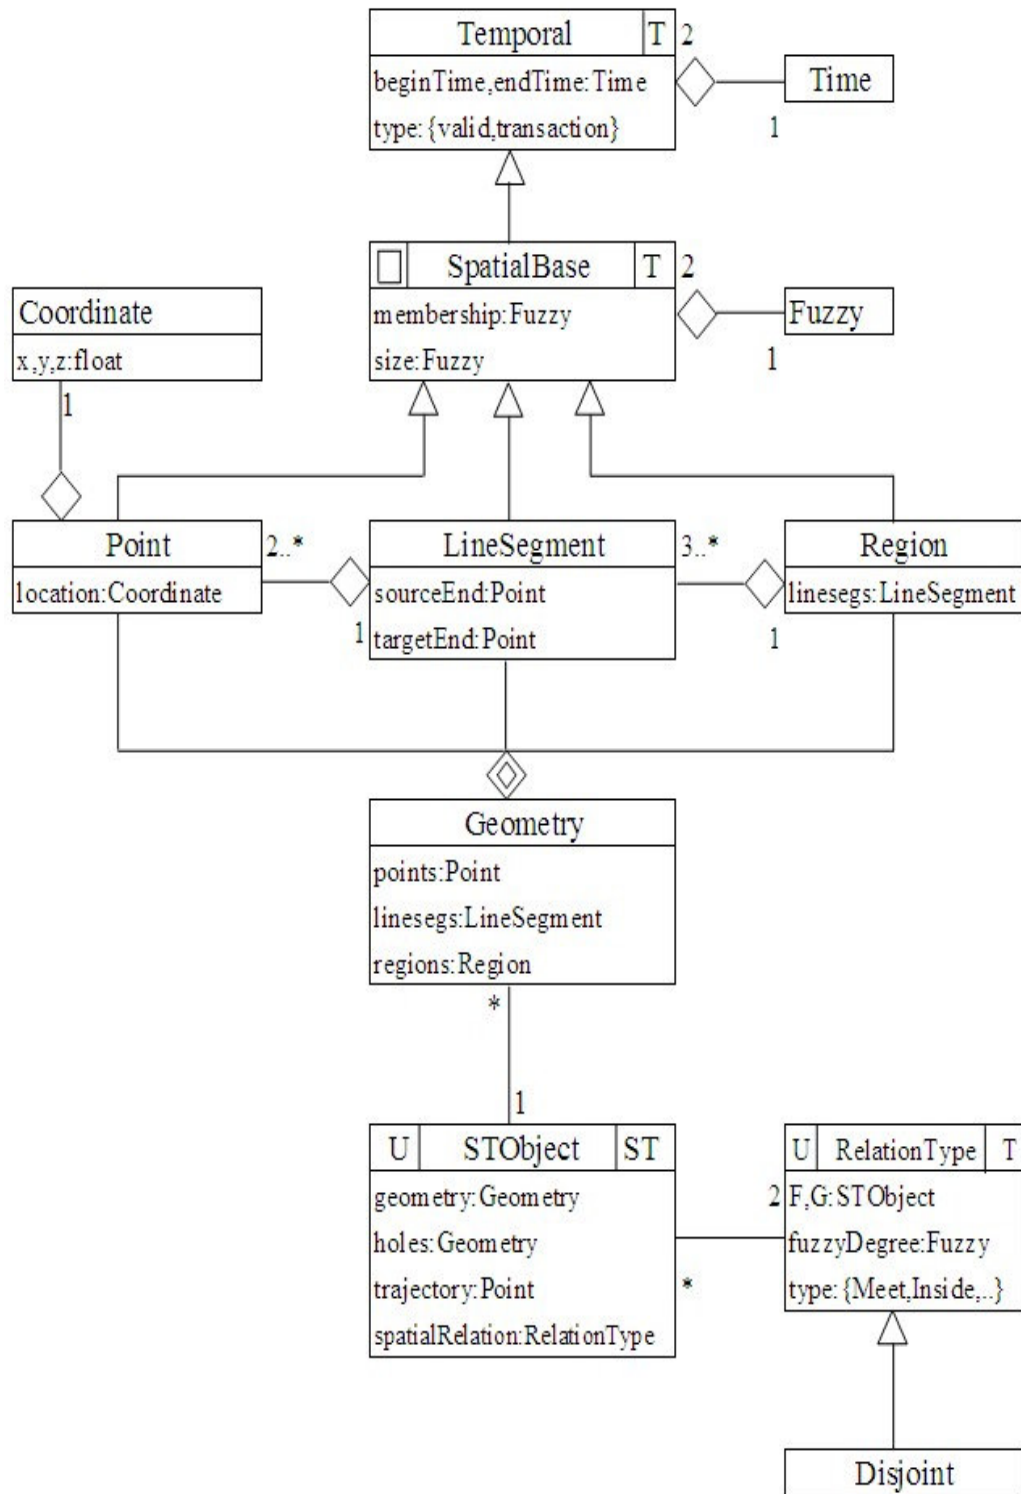 Temporal T 2
beginTime,endTime:Time
type:{valid,transaction}
Time
1
SpatialBase T 2
membership:Fuzzy
size:Fuzzy
Fuzzy
1
Coordinate
x,y,z:float
1
Point 2..*
location:Coordinate
1
LineSegment 3..*
sourceEnd:Point
targetEnd:Point
Region
linesegs:LineSegment
1
Geometry
points:Point
linesegs:LineSegment
regions:Region
*
1
U STObject ST
geometry:Geometry
holes:Geometry
trajectory:Point
spatialRelation:RelationType
U RelationType T
2 F,G:STObject
fuzzyDegree:Fuzzy
* type:{Meet,Inside,..}
Disjoint